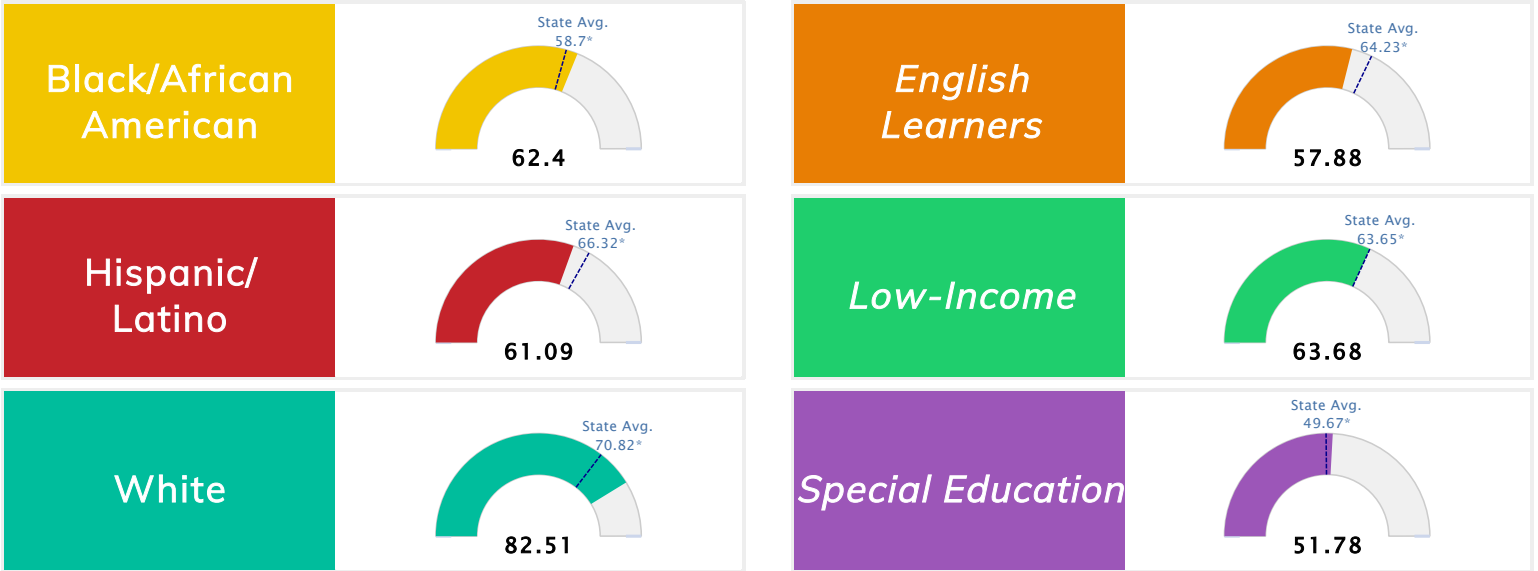 Black/African
American
State Avg.
58.7*
62.4
English
Learners
State Avg.
64.23*
57.88
Hispanic/
Latino
State Avg.
66.32*
61.09
Low-Income
State Avg.
63.65*
63.68
White
State Avg.
70.82*
82.51
Special Education
State Avg.
49.67*
51.78